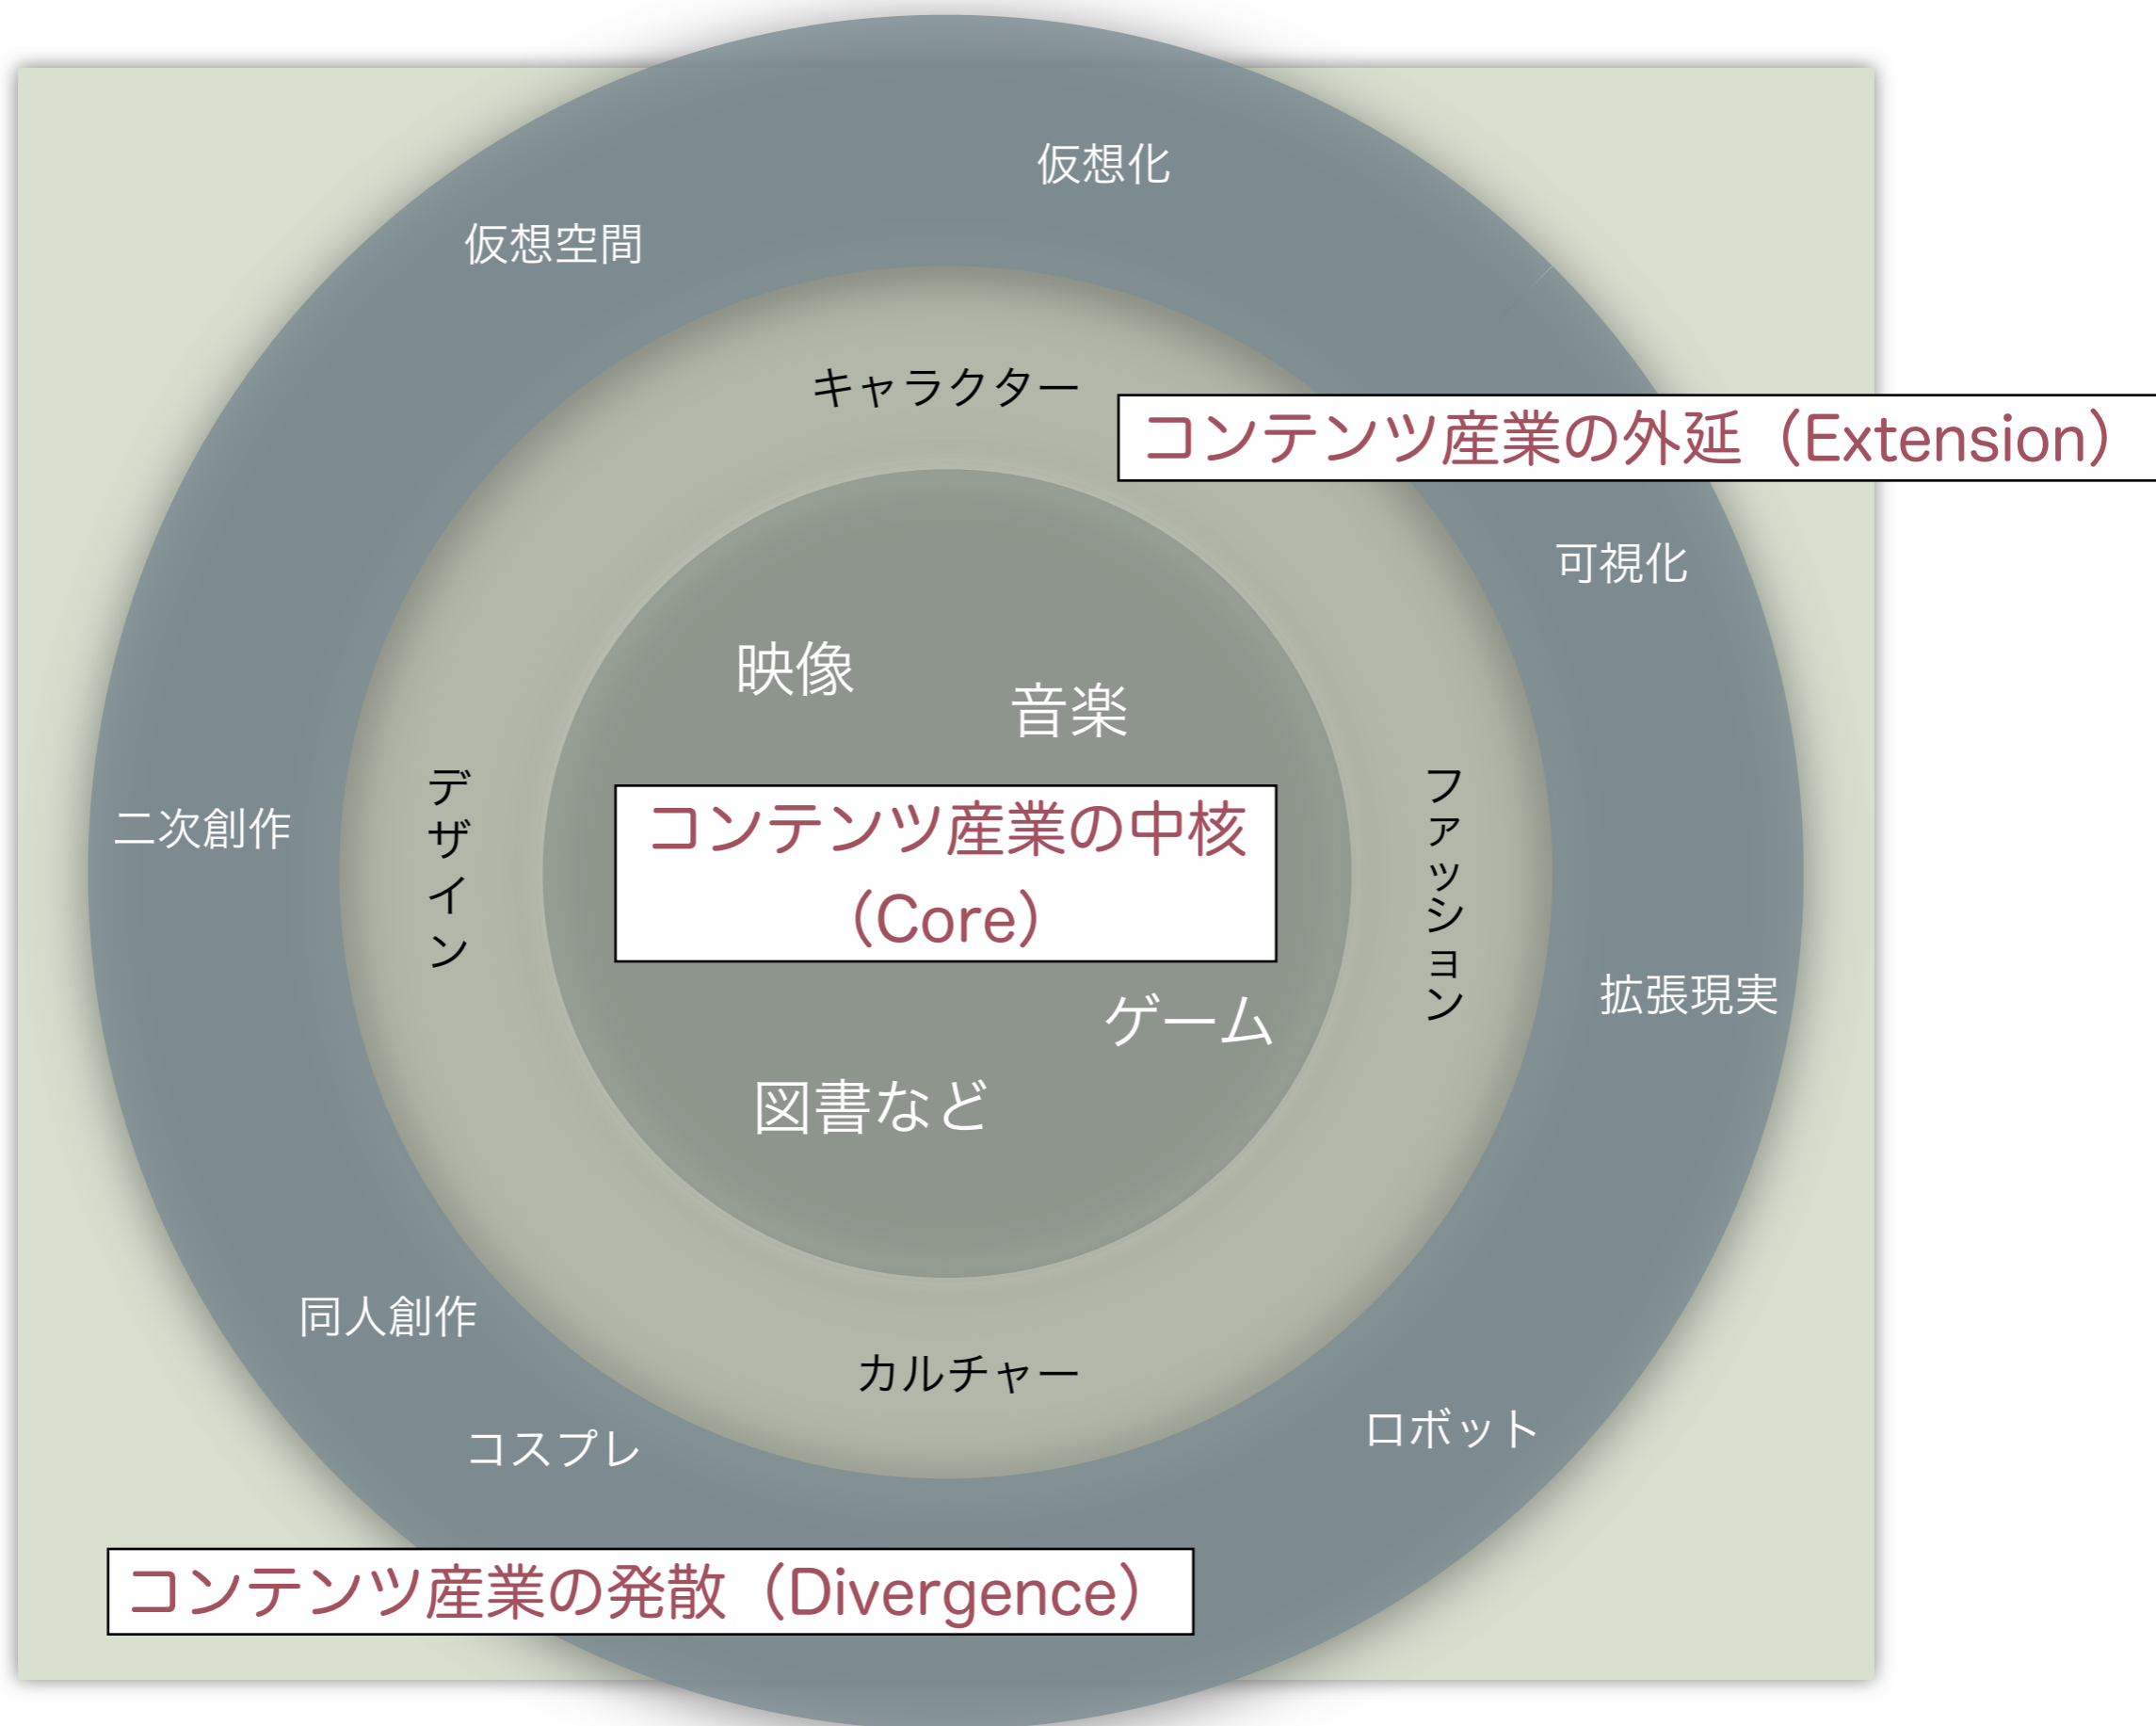 仮想化
仮想空間
キャラクター
コンテンツ産業の外延（Extension）
可視化
映像
音楽
デザイン
コンテンツ産業の中核
（Core）
ファッション
二次創作
拡張現実
ゲーム
図書など
同人創作
カルチャー
コスプレ
ロボット
コンテンツ産業の発散（Divergence）